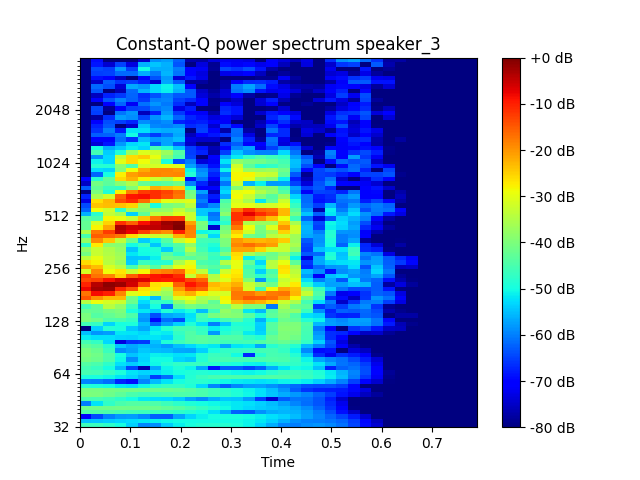 Constant-Q power spectrum speaker_3
Hz
2048
1024
512
256
128
64
32
0 0.1 0.2 0.3 0.4 0.5 0.6 0.7
Time
+0 dB
-10 dB
-20 dB
-30 dB
-40 dB
-50 dB
-60 dB
-70 dB
-80 dB